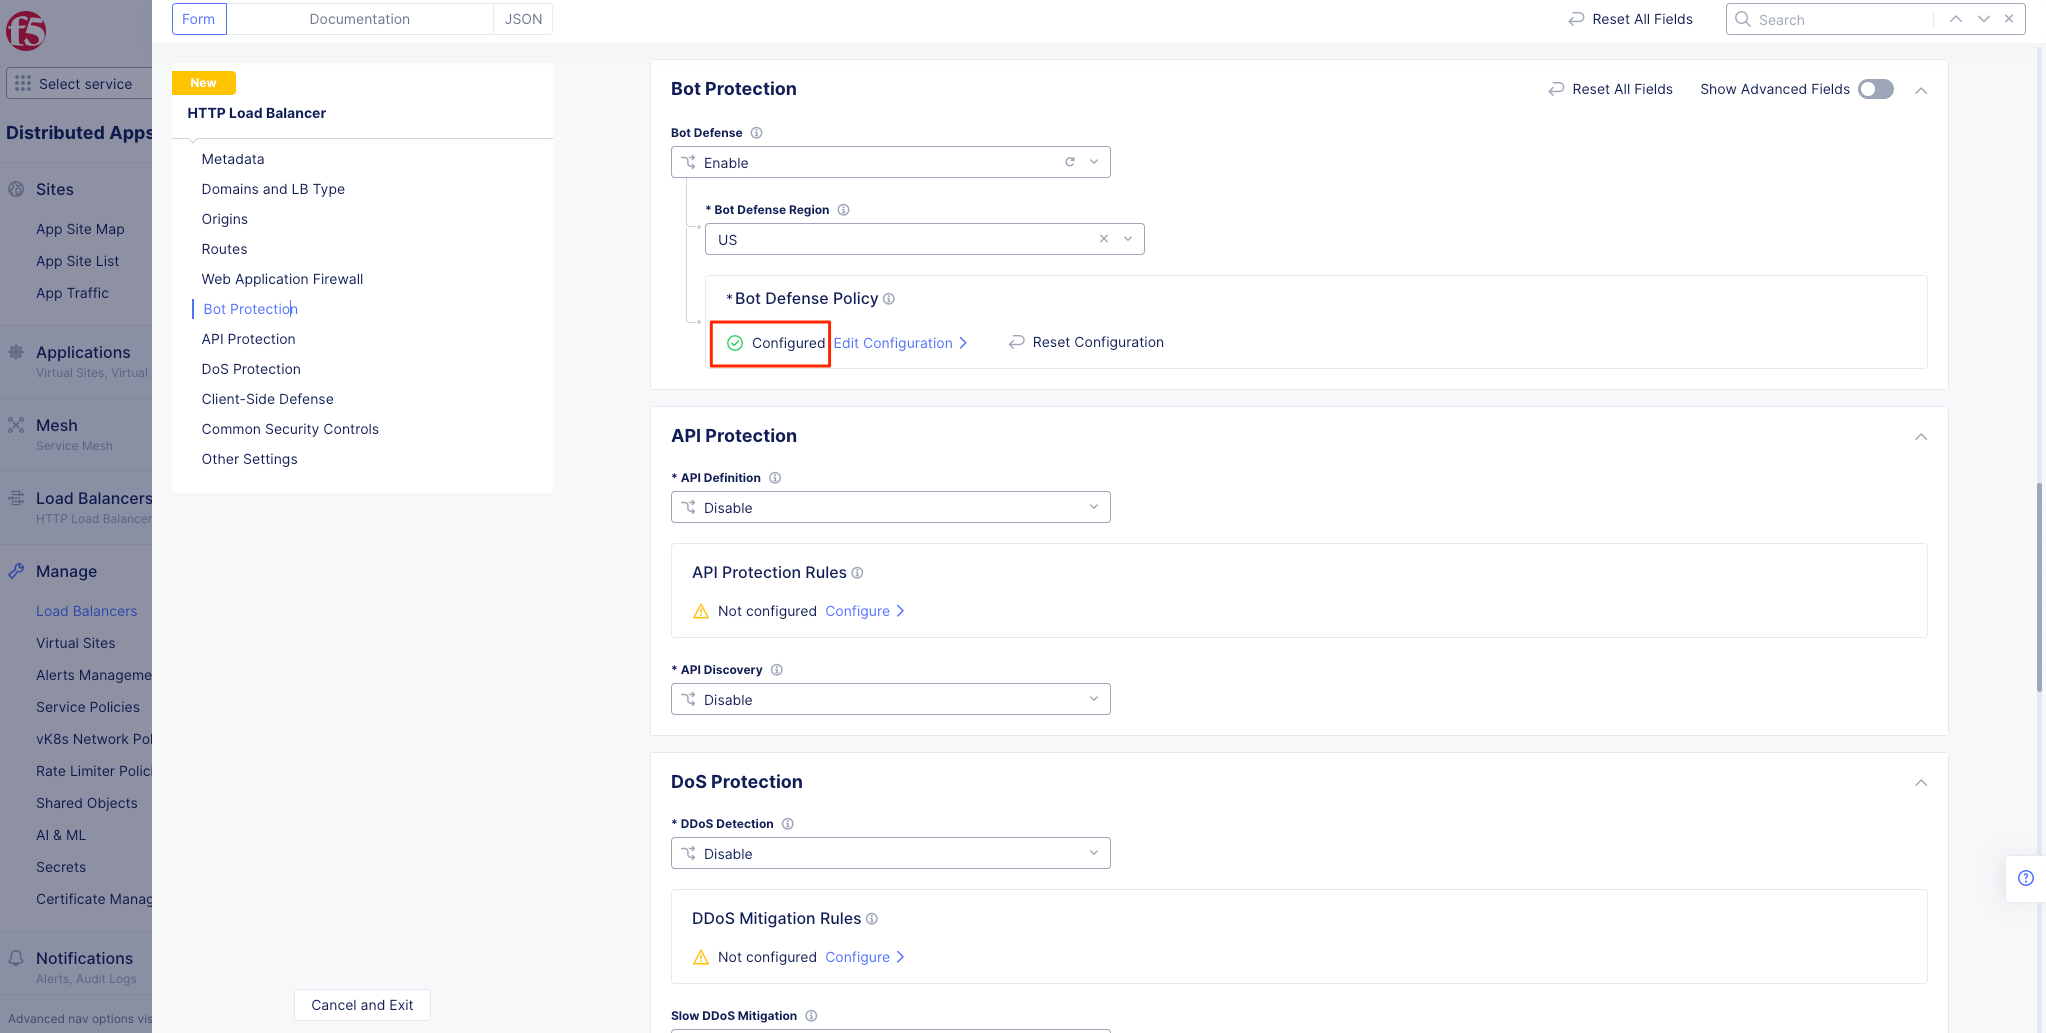 Form
Documentation
JSON
Reset All Fields
Search
f5
Select service
Distributed Apps
Sites
App Site Map
App Site List
App Traffic
Applications
Virtual Sites, Virtual
Mesh
Service Mesh
Load Balancers
HTTP Load Balancer
Manage
Load Balancers
Virtual Sites
Alerts Manageme
Service Policies
vK8s Network Pol
Rate Limiter Polici
Shared Objects
AI & ML
Secrets
Certificate Manag
Notifications
Alerts, Audit Logs
Advanced nav options vis
New
HTTP Load Balancer
Metadata
Domains and LB Type
Origins
Routes
Web Application Firewall
Bot Protection
API Protection
DoS Protection
Client-Side Defense
Common Security Controls
Other Settings
Cancel and Exit
Bot Protection
Reset All Fields
Show Advanced Fields
Bot Defense
Enable
* Bot Defense Region
US
* Bot Defense Policy
Configured Edit Configuration
Reset Configuration
API Protection
* API Definition
Disable
API Protection Rules
Not configured Configure
* API Discovery
Disable
DoS Protection
* DDoS Detection
Disable
DDoS Mitigation Rules
Not configured Configure
Slow DDoS Mitigation